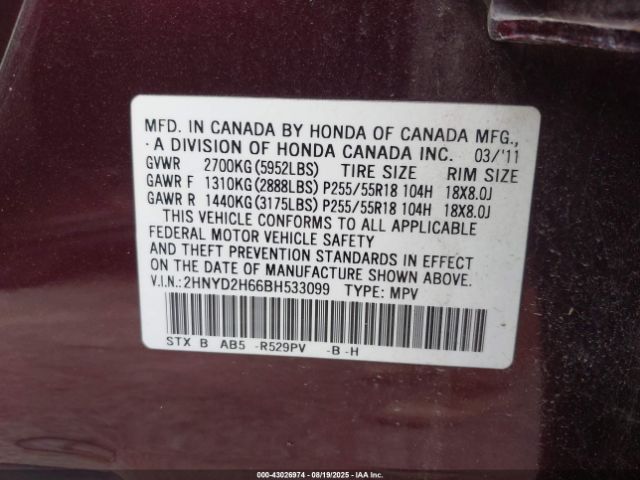 MFD. IN CANADA BY HONDA OF CANADA MFG.,
A DIVISION OF HONDA CANADA INC. 03/'11
GVWR 2700KG(5952LBS) TIRE SIZE RIM SIZE
GAWR F 1310KG(2888LBS) P255/55R18 104H 18X8.0J
GAWR R 1440KG(3175LBS) P255/55R18 104H 18X8.0J
THIS VEHICLE CONFORMS TO ALL APPLICABLE
FEDERAL MOTOR VEHICLE SAFETY
AND THEFT PREVENTION STANDARDS IN EFFECT
ON THE DATE OF MANUFACTURE SHOWN ABOVE.
V.I.N.: 2HNYD2H66BH533099 TYPE: MPV
STX B AB5 -R529PV -B -H
000-43026974 - 08/19/2025 - IAA Inc.